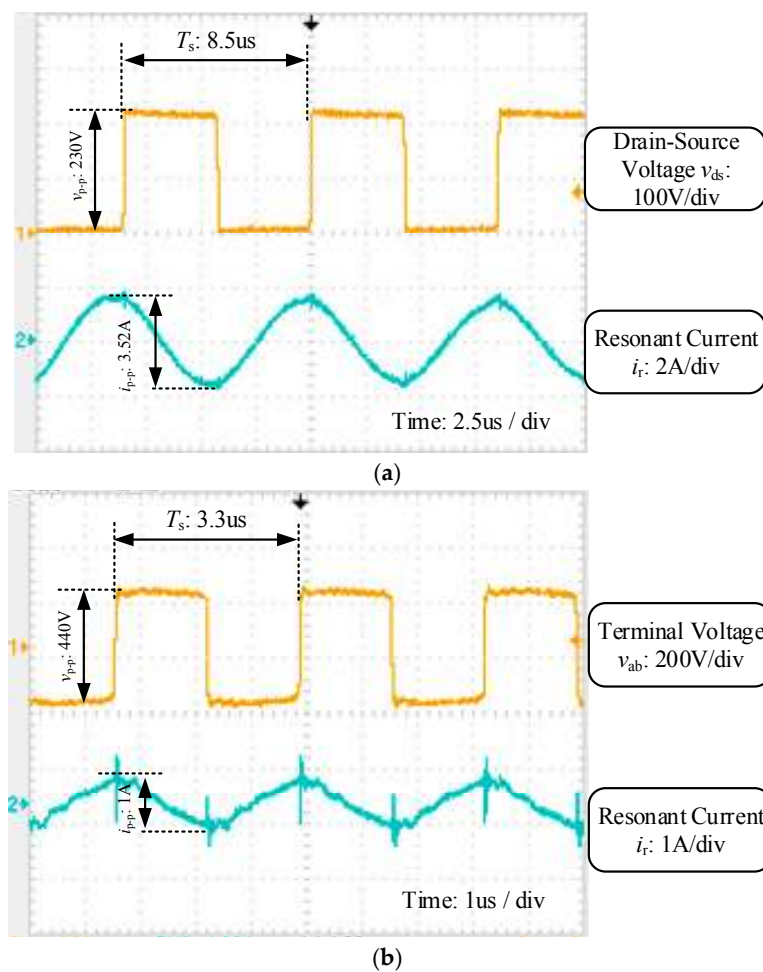 Ts: 8.5us
vp-p: 230V
Drain-Source
Voltage vds:
100V/div
1
ip-p: 3.52A
2
Resonant Current
ir: 2A/div
Time: 2.5us / div
(a)
Ts: 3.3us
vp-p: 440V
1
Terminal Voltage
vab: 200V/div
ip-p: 1A
2
Resonant Current
ir: 1A/div
Time: 1us / div
(b)